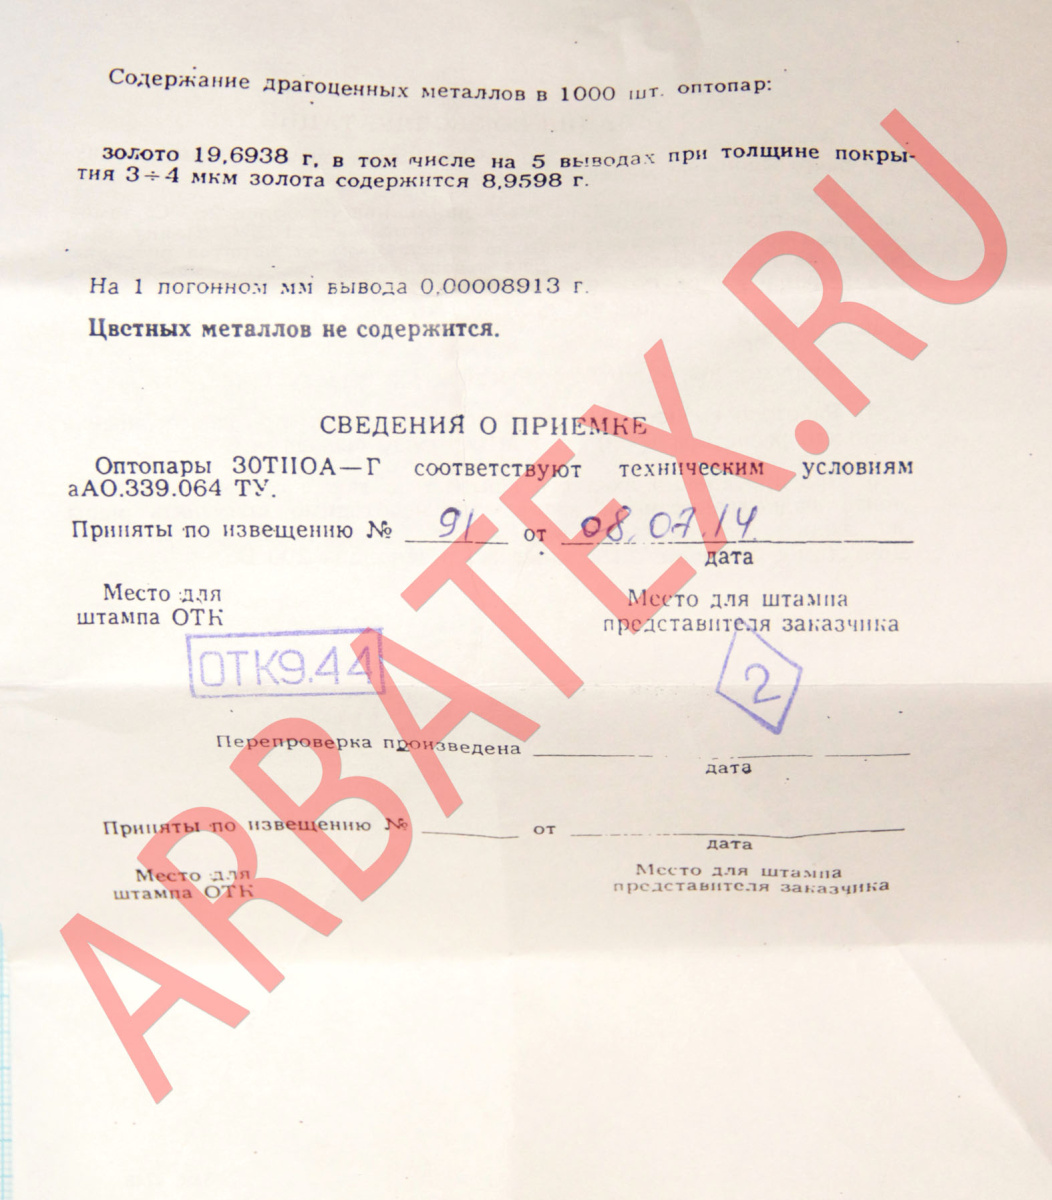 Содержание драгоценных металлов в 1000 шт. оптопар:
золото 19,6938 г, в том числе на 5 выводах при толщине покры-
тия 3÷4 мкм золота содержится 8,9598 г.
На 1 погонном мм вывода 0,00008913 г.
Цветных металлов не содержится.
СВЕДЕНИЯ О ПРИЕМКЕ
Оптопары 3ОТ110А—Г соответствуют техническим условиям
аАО.339.064 ТУ.
Приняты по извещению № 91 от 08.07.14
дата
Место для
штампа ОТК
Место для штампа
представителя заказчика
ОТК9.44
2
Перепроверка произведена
дата
Приняты по извещению № от
дата
Место для
штампа ОТК
Место для штампа
представителя заказчика
ARBATEX.RU